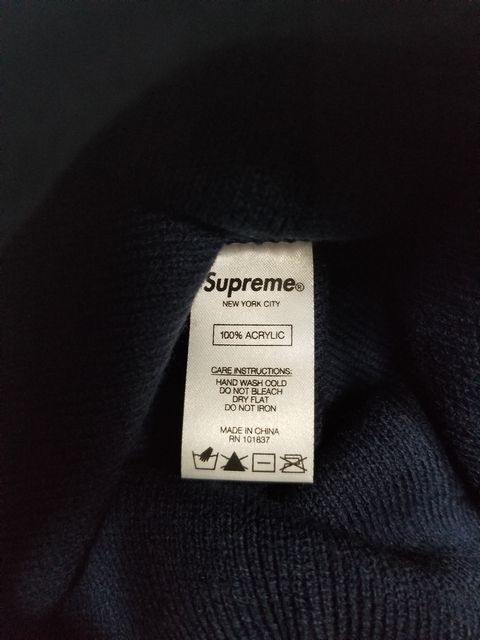 Supreme®
NEW YORK CITY
100% ACRYLIC
CARE INSTRUCTIONS:
HAND WASH COLD
DO NOT BLEACH
DRY FLAT
DO NOT IRON
MADE IN CHINA
RN 101837